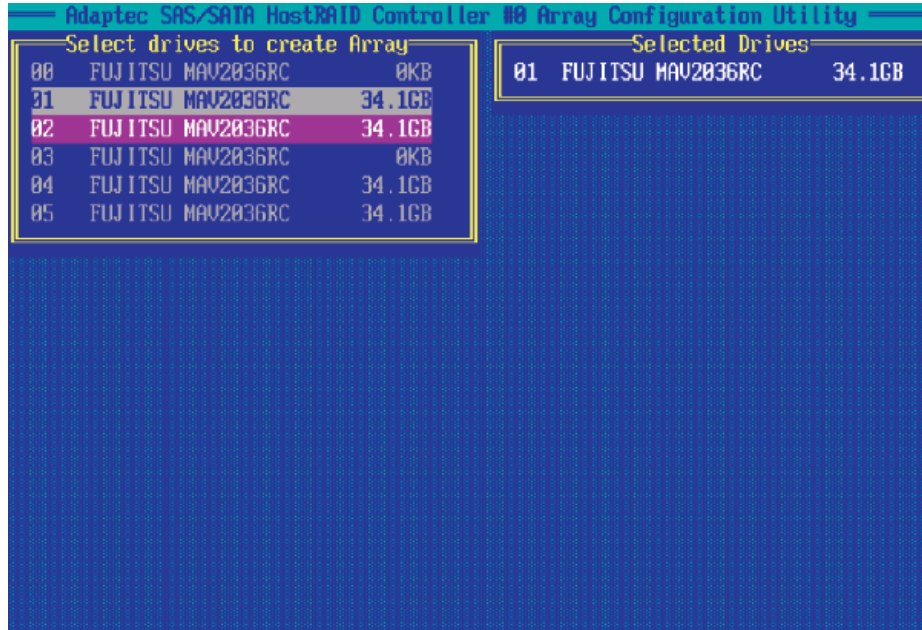 Adaptec SAS/SATA HostRAID Controller #0 Array Configuration Utility
Select drives to create Array
00 FUJITSU MAV2036RC 0KB
01 FUJITSU MAV2036RC 34.1GB
02 FUJITSU MAV2036RC 34.1GB
03 FUJITSU MAV2036RC 0KB
04 FUJITSU MAV2036RC 34.1GB
05 FUJITSU MAV2036RC 34.1GB
Selected Drives
01 FUJITSU MAV2036RC 34.1GB